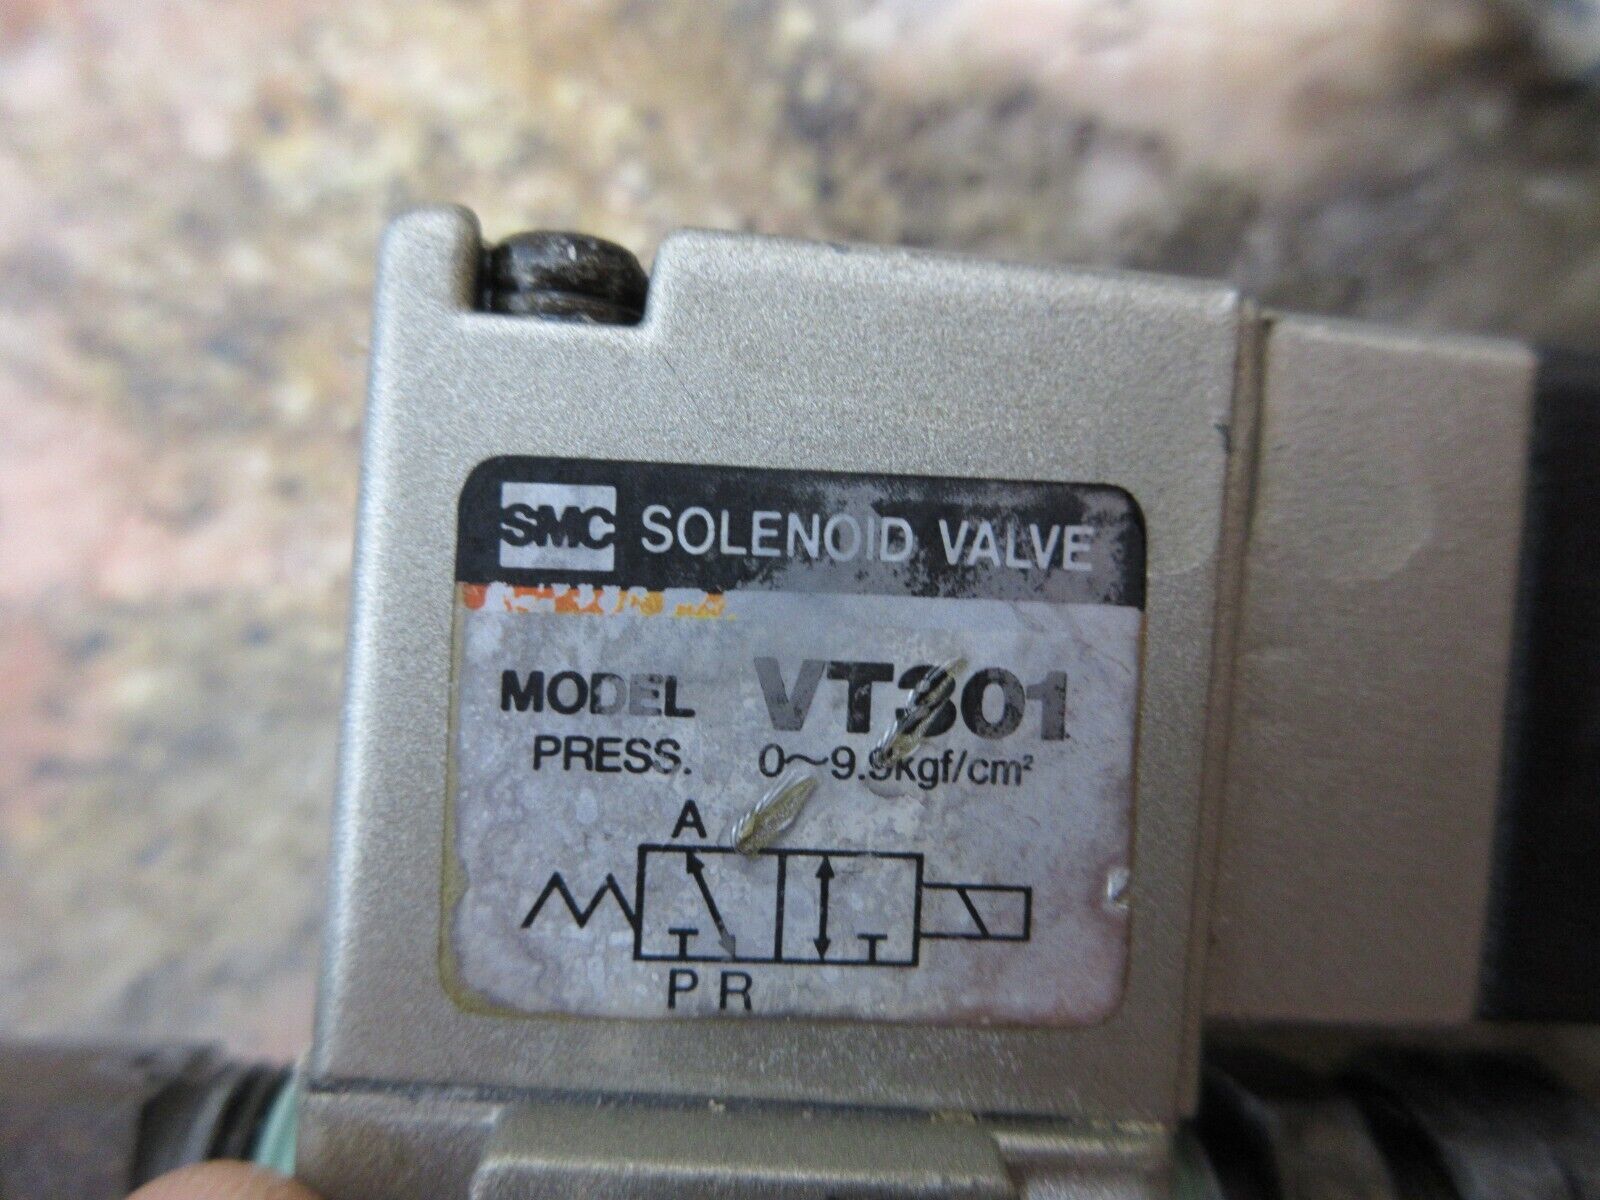 SMC SOLENOID VALVE
MODEL VT301
PRESS. 0~9.9kgf/cm²
A
P R